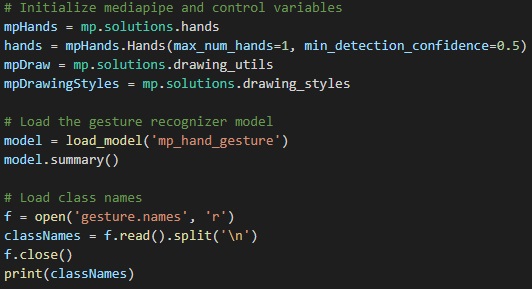 # Initialize mediapipe and control variables
mpHands = mp.solutions.hands
hands = mpHands.Hands(max_num_hands=1, min_detection_confidence=0.5)
mpDraw = mp.solutions.drawing_utils
mpDrawingStyles = mp.solutions.drawing_styles
# Load the gesture recognizer model
model = load_model('mp_hand_gesture')
model.summary()
# Load class names
f = open('gesture.names', 'r')
classNames = f.read().split('\n')
f.close()
print(classNames)